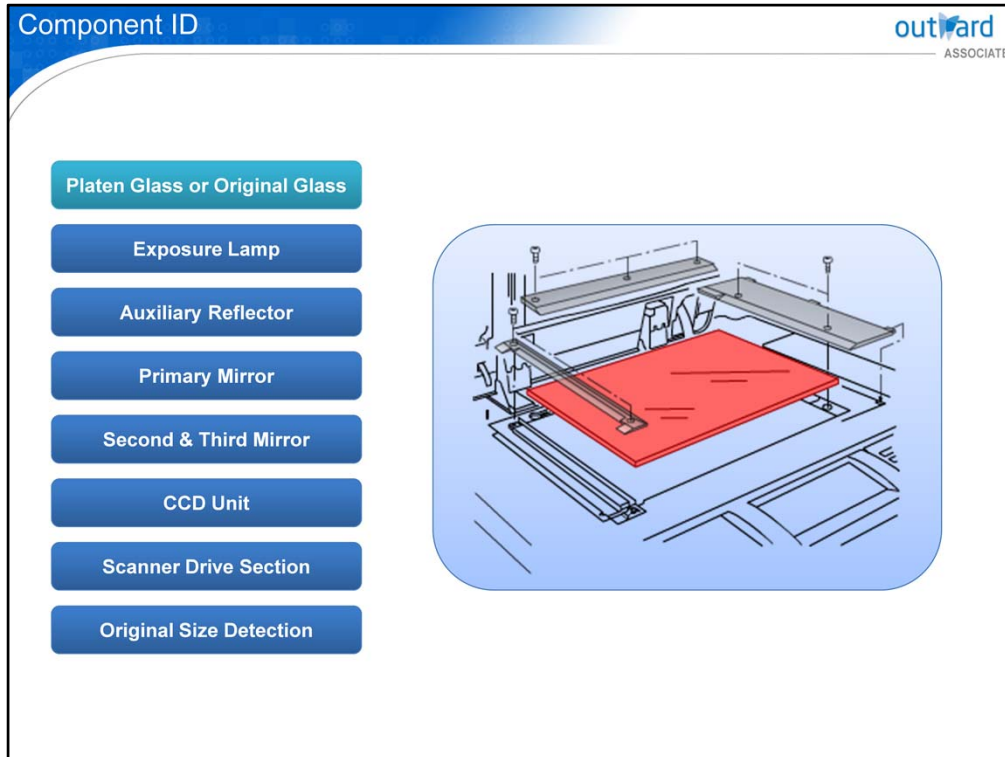 Component ID
outward
ASSOCIATE
Platen Glass or Original Glass
Exposure Lamp
Auxiliary Reflector
Primary Mirror
Second & Third Mirror
CCD Unit
Scanner Drive Section
Original Size Detection